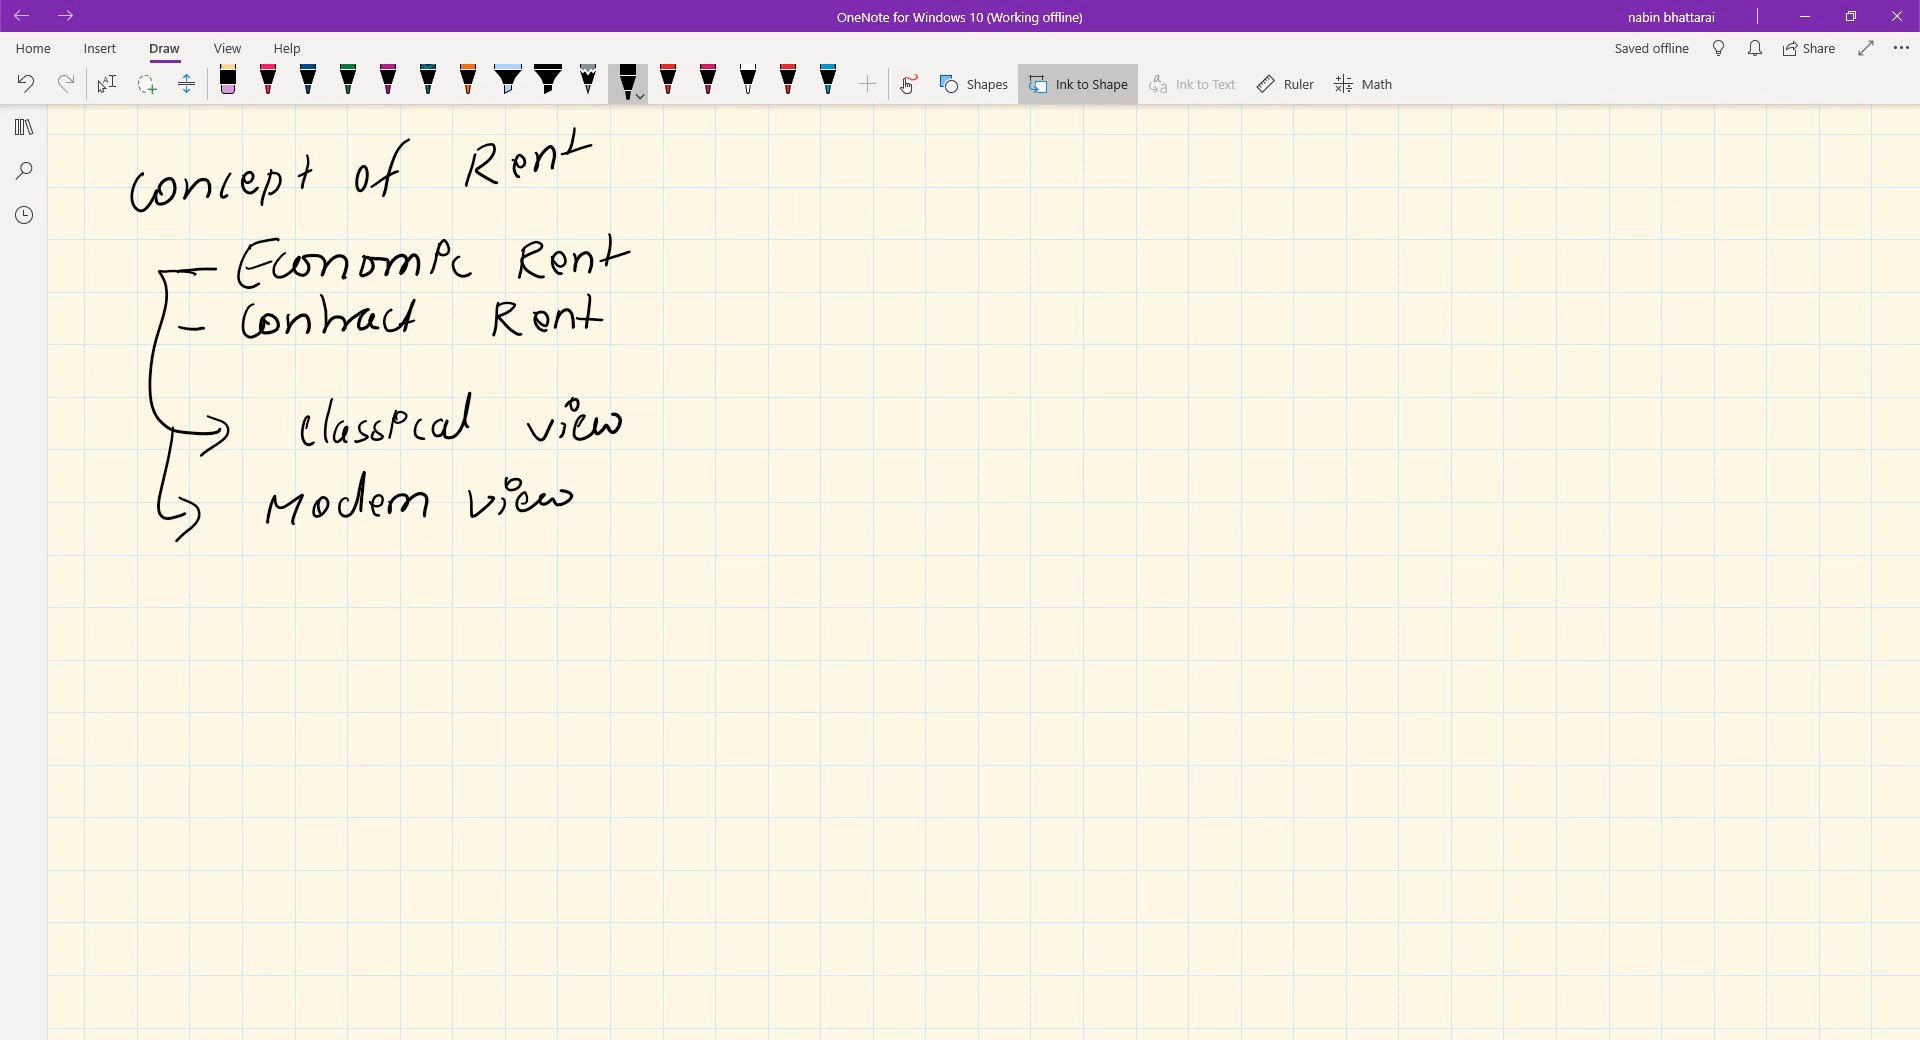 OneNote for Windows 10 (Working offline)
nabin bhattarai
Home Insert Draw View Help
Saved offline
Share
Shapes
Ink to Shape
Ink to Text
Ruler
Math
Concept of Rent
- Economic Rent
- Contract Rent
Classical view
Modern view